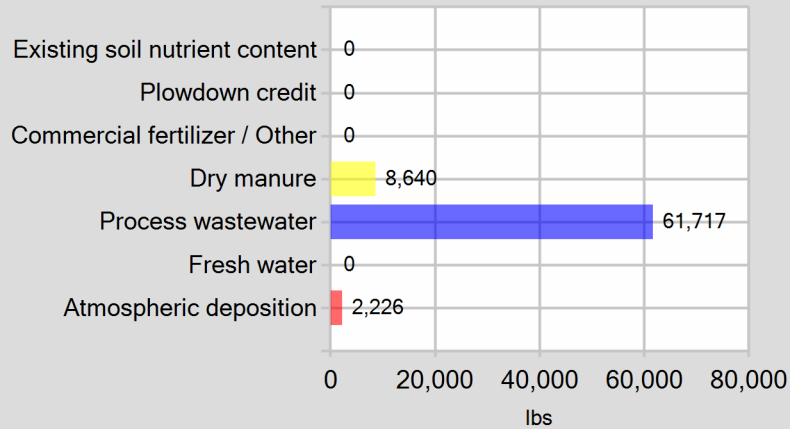 Existing soil nutrient content 0
Plowdown credit 0
Commercial fertilizer / Other 0
Dry manure 8,640
Process wastewater 61,717
Fresh water 0
Atmospheric deposition 2,226
0 20,000 40,000 60,000 80,000
lbs